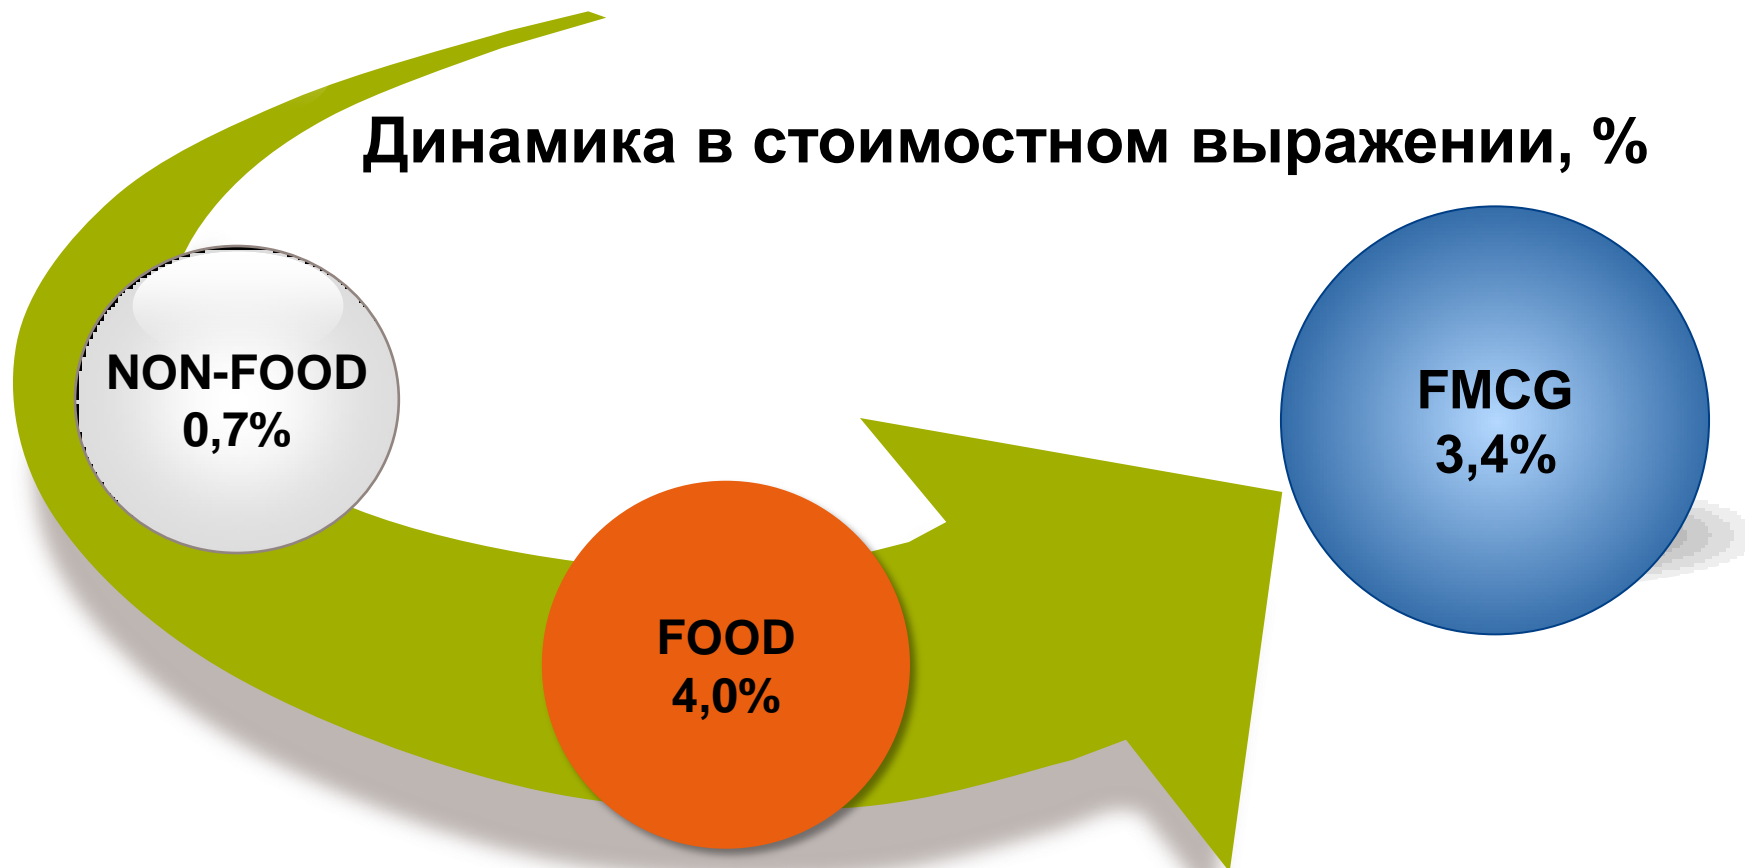 Динамика в стоимостном выражении, %
NON-FOOD
0,7%
FOOD
4,0%
FMCG
3,4%